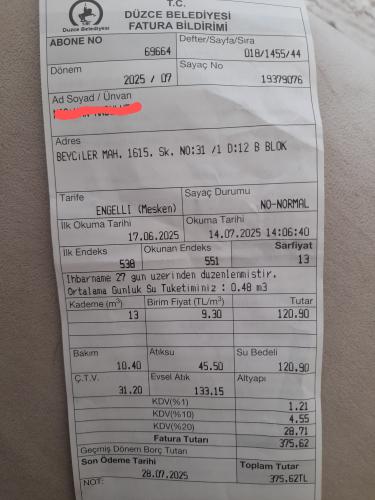 T.C.
DÜZCE BELEDİYESİ
FATURA BİLDİRİMİ
Düzce Belediyesi
ABONE NO 69664
Defter/Sayfa/Sıra 018/1455/44
Dönem 2025 / 07
Sayaç No 19379076
Ad Soyad / Ünvan
Adres
BEYCiLER MAH. 1615. Sk. NO:31 /1 D:12 B BLOK
Tarife ENGELLi (Mesken)
Sayaç Durumu NO-NORMAL
İlk Okuma Tarihi 17.06.2025
Okuma Tarihi 14.07.2025 14:06:40
İlk Endeks 538
Okunan Endeks 551
Sarfiyat 13
ihbarname 27 gun uzerinden duzenlenmistir.
Ortalama Gunluk Su Tuketiminiz : 0.48 m3
Kademe (m³) Birim Fiyat (TL/m³) Tutar
13 9.30 120.90
Bakım 10.40
Atıksu 45.50
Su Bedeli 120.90
Ç.T.V. 31.20
Evsel Atık 133.15
Altyapı
KDV(%1) 1.21
KDV(%10) 4.55
KDV(%20) 28.71
Fatura Tutarı 375.62
Geçmiş Dönem Borç Tutarı
Son Ödeme Tarihi 28.07.2025
Toplam Tutar 375.62TL
NOT: